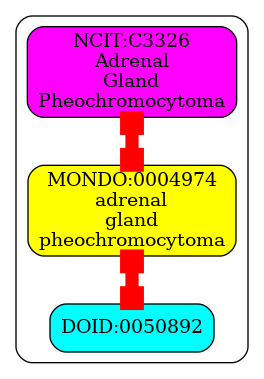 NCIT:C3326
Adrenal
Gland
Pheochromocytoma
MONDO:0004974
adrenal
gland
pheochromocytoma
DOID:0050892